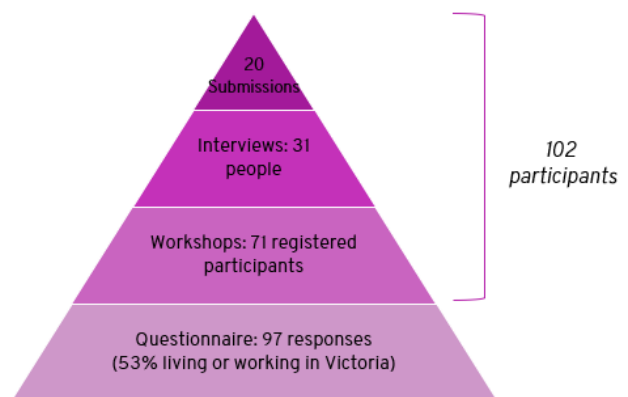 20
Submissions
Interviews: 31
people
102
participants
Workshops: 71 registered
participants
Questionnaire: 97 responses
(53% living or working in Victoria)